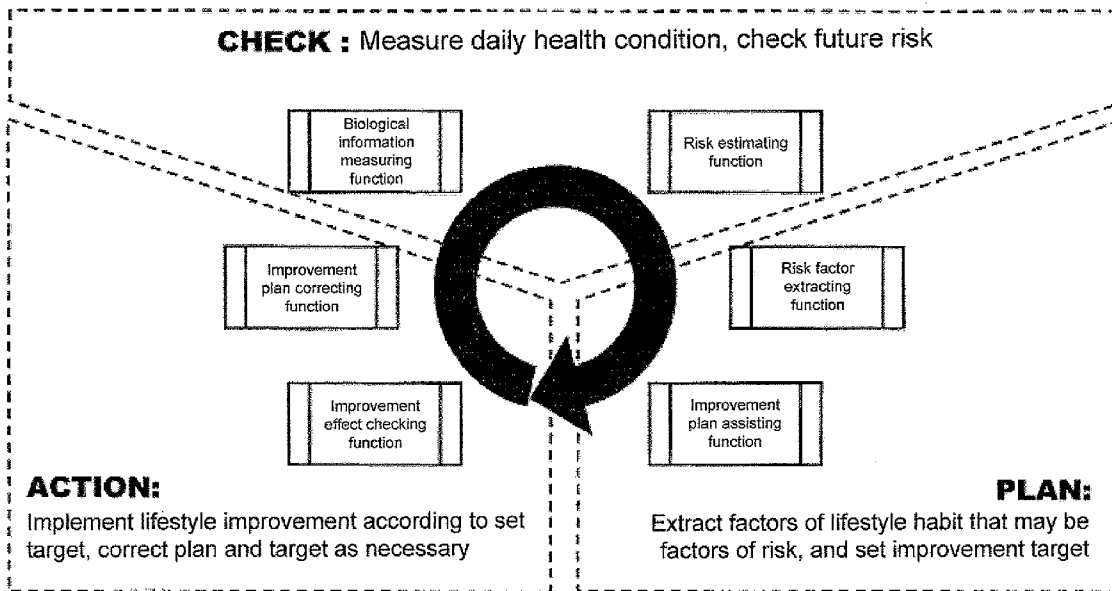 CHECK : Measure daily health condition, check future risk
Biological
information
measuring
function
Risk estimating
function
Improvement
plan correcting
function
Risk factor
extracting
function
Improvement
effect checking
function
Improvement
plan assisting
function
ACTION:
Implement lifestyle improvement according to set
target, correct plan and target as necessary
PLAN:
Extract factors of lifestyle habit that may be
factors of risk, and set improvement target